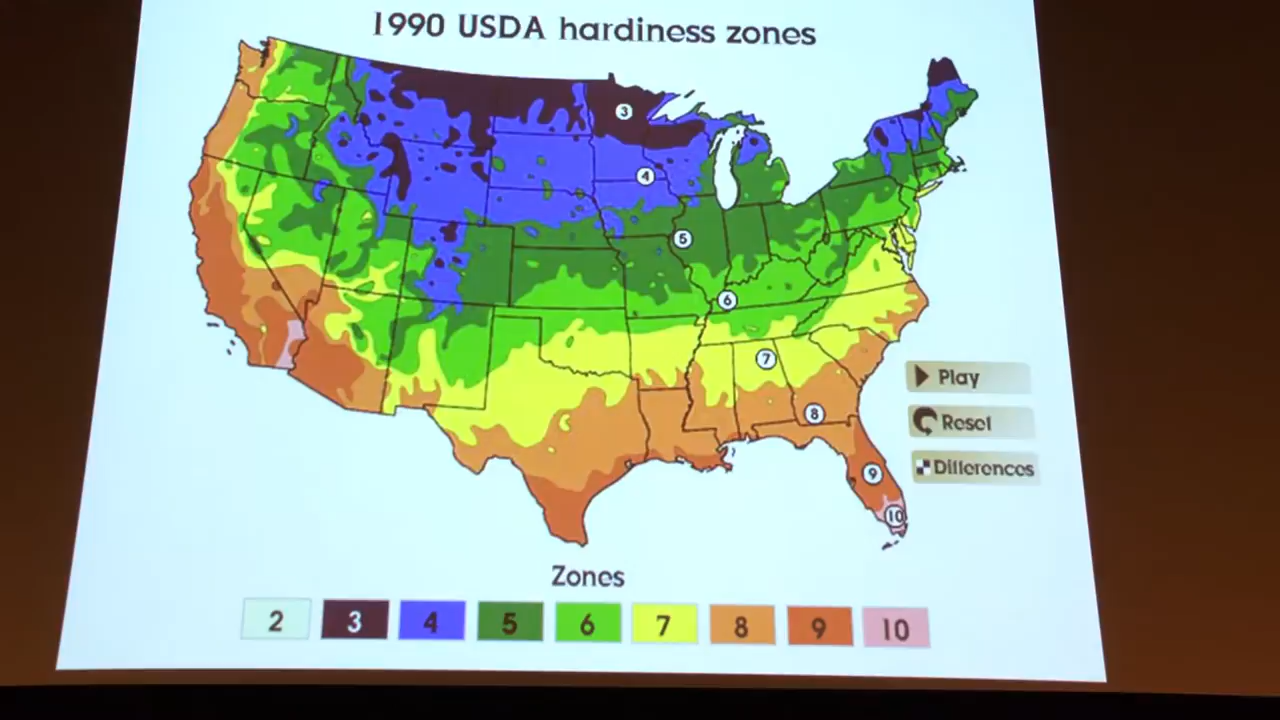 1990 USDA hardiness zones
3
4
5
6
7
8
9
10
Play
Reset
Differences
Zones
2 3 4 5 6 7 8 9 10